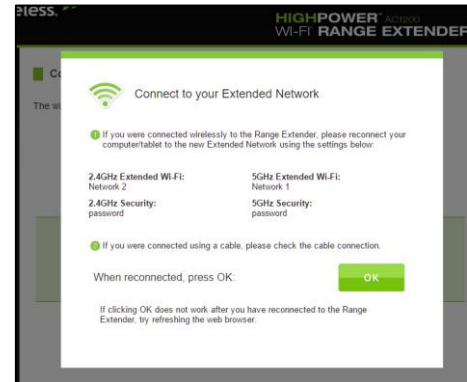 HIGHPOWER AC1200
WI-FI RANGE EXTENDER
Connect to your Extended Network
The
1 If you were connected wirelessly to the Range Extender, please reconnect your
computer/tablet to the new Extended Network using the settings below:
2.4GHz Extended Wi-Fi: 5GHz Extended Wi-Fi:
Network 2 Network 1
2.4GHz Security: 5GHz Security:
password password
If you were connected using a cable, please check the cable connection.
When reconnected, press OK: OK
If clicking OK does not work after you have reconnected to the Range
Extender, try refreshing the web browser.